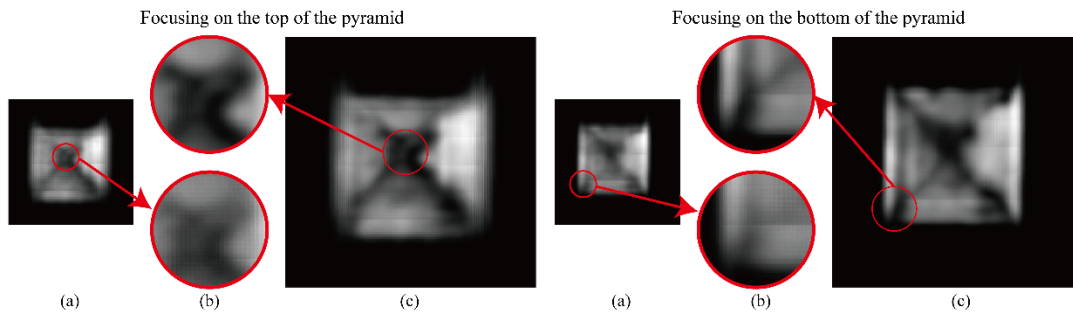 Focusing on the top of the pyramid
Focusing on the bottom of the pyramid
(a)
(b)
(c)
(a)
(b)
(c)